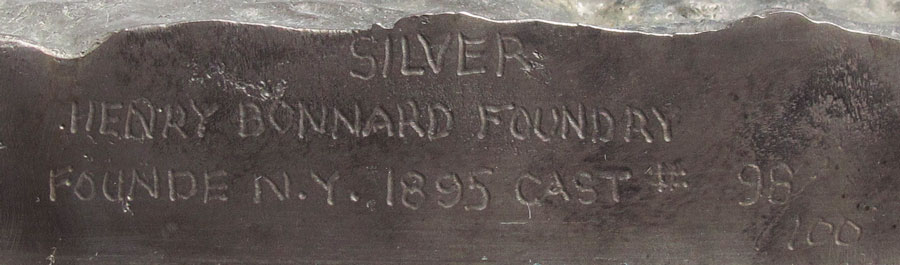 SILVER
HENRY BONNARD FOUNDRY
FOUNDE N.Y. 1895 CAST # 98
/100